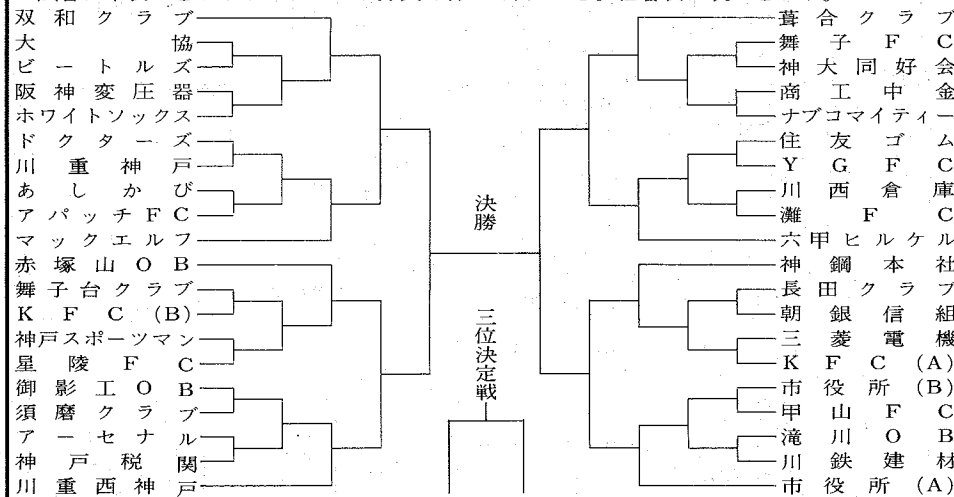 双和クラブ
大協
ビートルズ
阪神変圧器
ホワイトソックス
ドクターズ
川重神戸
あしかび
アパッチFC
マックエルフ
赤塚山OB
舞子台クラブ
KFC(B)
神戸スポーツマン
星陵FC
御影工OB
須磨クラブ
アーセナル
神戸税関
川重西神戸
決勝
三位決定戦
葺合クラブ
舞子FC
神大同好会
商工中金
ナブコマイティー
住友ゴム
YGFC
川西倉庫
灘FC
六甲ヒルケル
神鋼本社
長田クラブ
朝銀信組
三菱電機
KFC(A)
市役所(B)
甲山FC
滝川OB
川鉄建材
市役所(A)